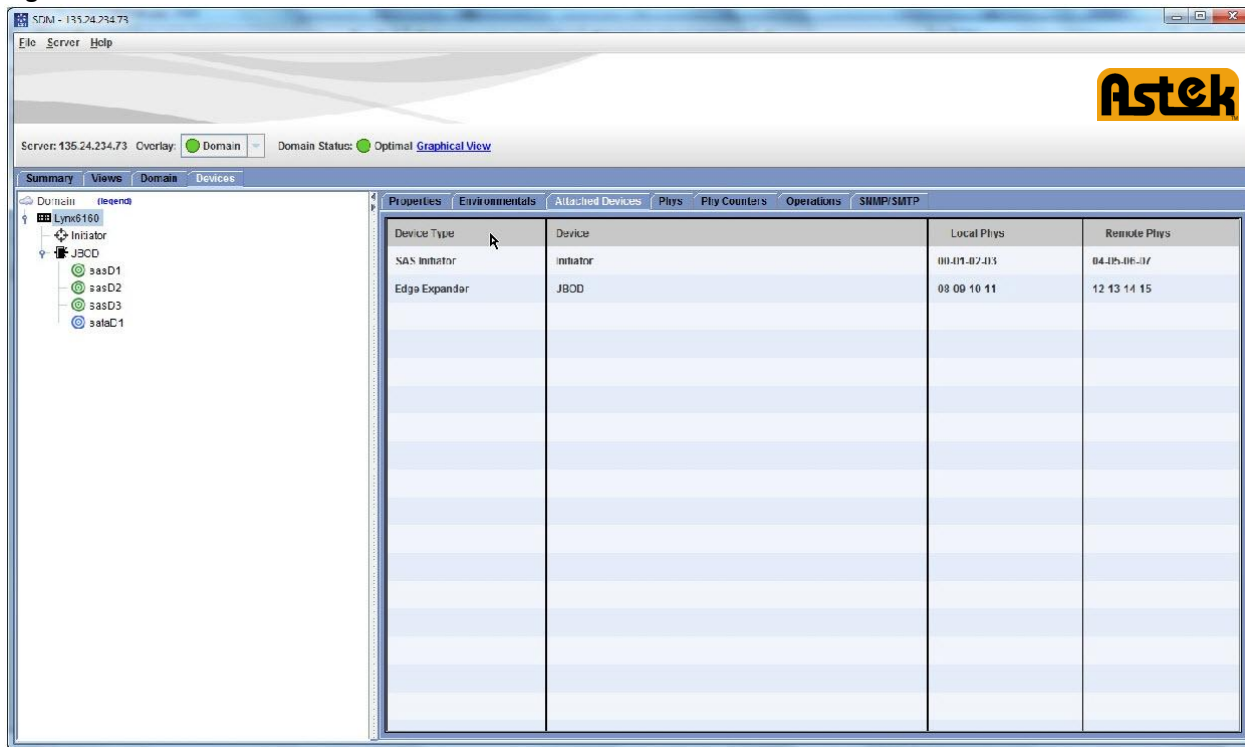 SDM - 135.24.234.73
File Server Help
Astek
Server: 135.24.234.73 Overlay: Domain Domain Status: Optimal Graphical View
Summary Views Domain Devices
Domain (legend)
Lynx6160
Initiator
JBOD
sasD1
sasD2
sasD3
sataD1
Properties Environmentals Attached Devices Phys Phy Counters Operations SNMP/SMTP
Device Type Device Local Phys Remote Phys
SAS Initiator Initiator 00-01-02-03 04-05-06-07
Edge Expander JBOD 08 09 10 11 12 13 14 15